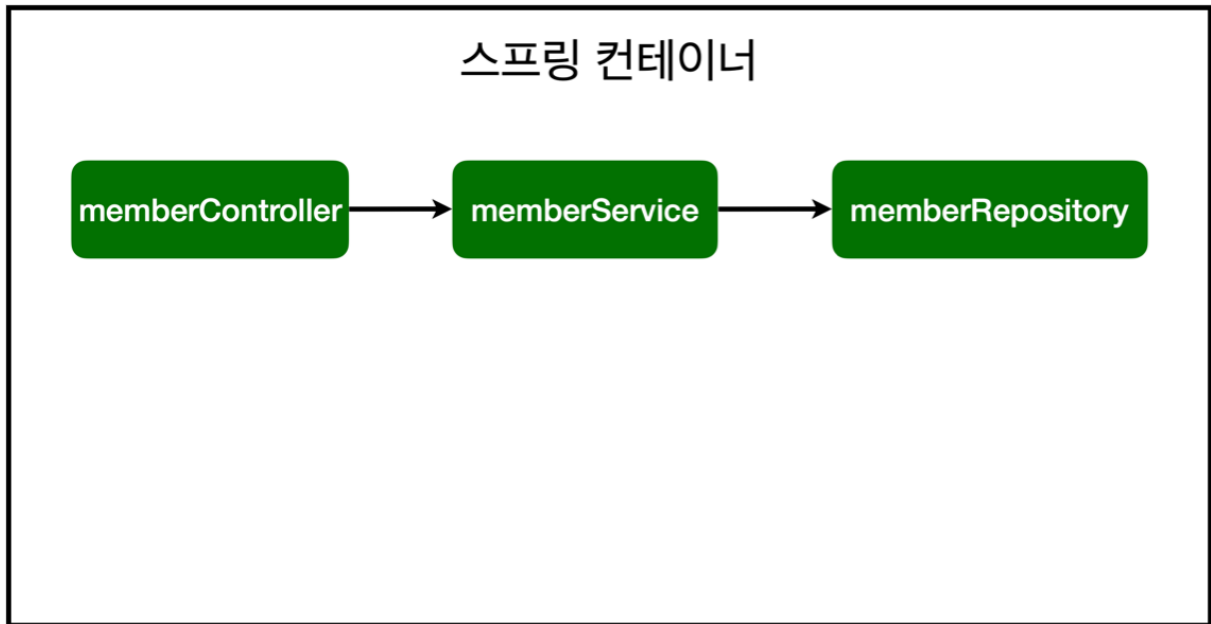 스프링 컨테이너
memberController
memberService
memberRepository